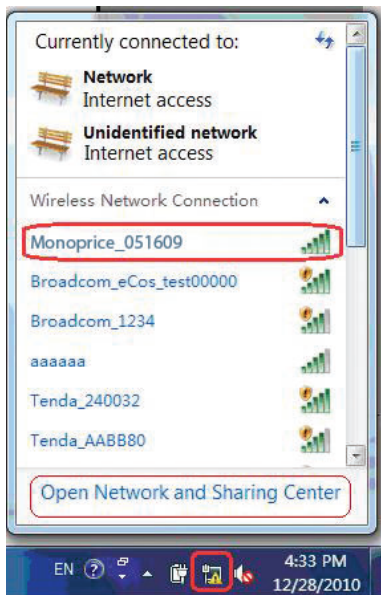 Currently connected to:
Network
Internet access
Unidentified network
Internet access
Wireless Network Connection
Monoprice_051609
Broadcom_eCos_test00000
Broadcom_1234
aaaaaa
Tenda_240032
Tenda_AABB80
Open Network and Sharing Center
EN
4:33 PM
12/28/2010